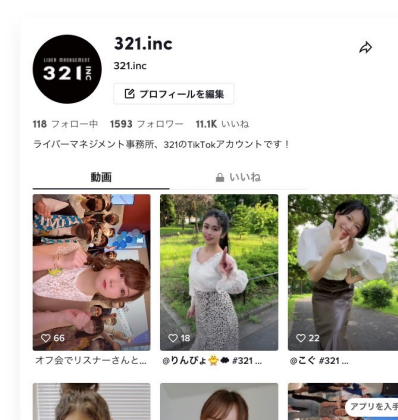 LIVER MANAGEMENT
321 INC
321.inc
321.inc
プロフィールを編集
118 フォロー中 1593 フォロワー 11.1K いいね
ライバーマネジメント事務所、321のTikTokアカウントです！
動画
いいね
66
18
22
オフ会でリスナーさんと...
@りんぴょ #321 ...
@こぐ #321 ...
アプリを入手